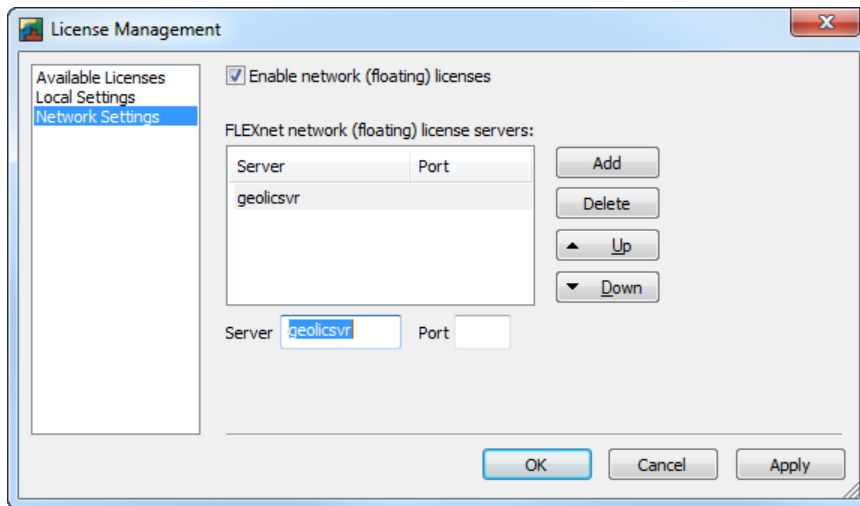 License Management
Available Licenses
Local Settings
Network Settings
Enable network (floating) licenses
FLEXnet network (floating) license servers:
Server Port
geolicsvr
Add
Delete
Up
Down
Server geolicsvr Port
OK Cancel Apply